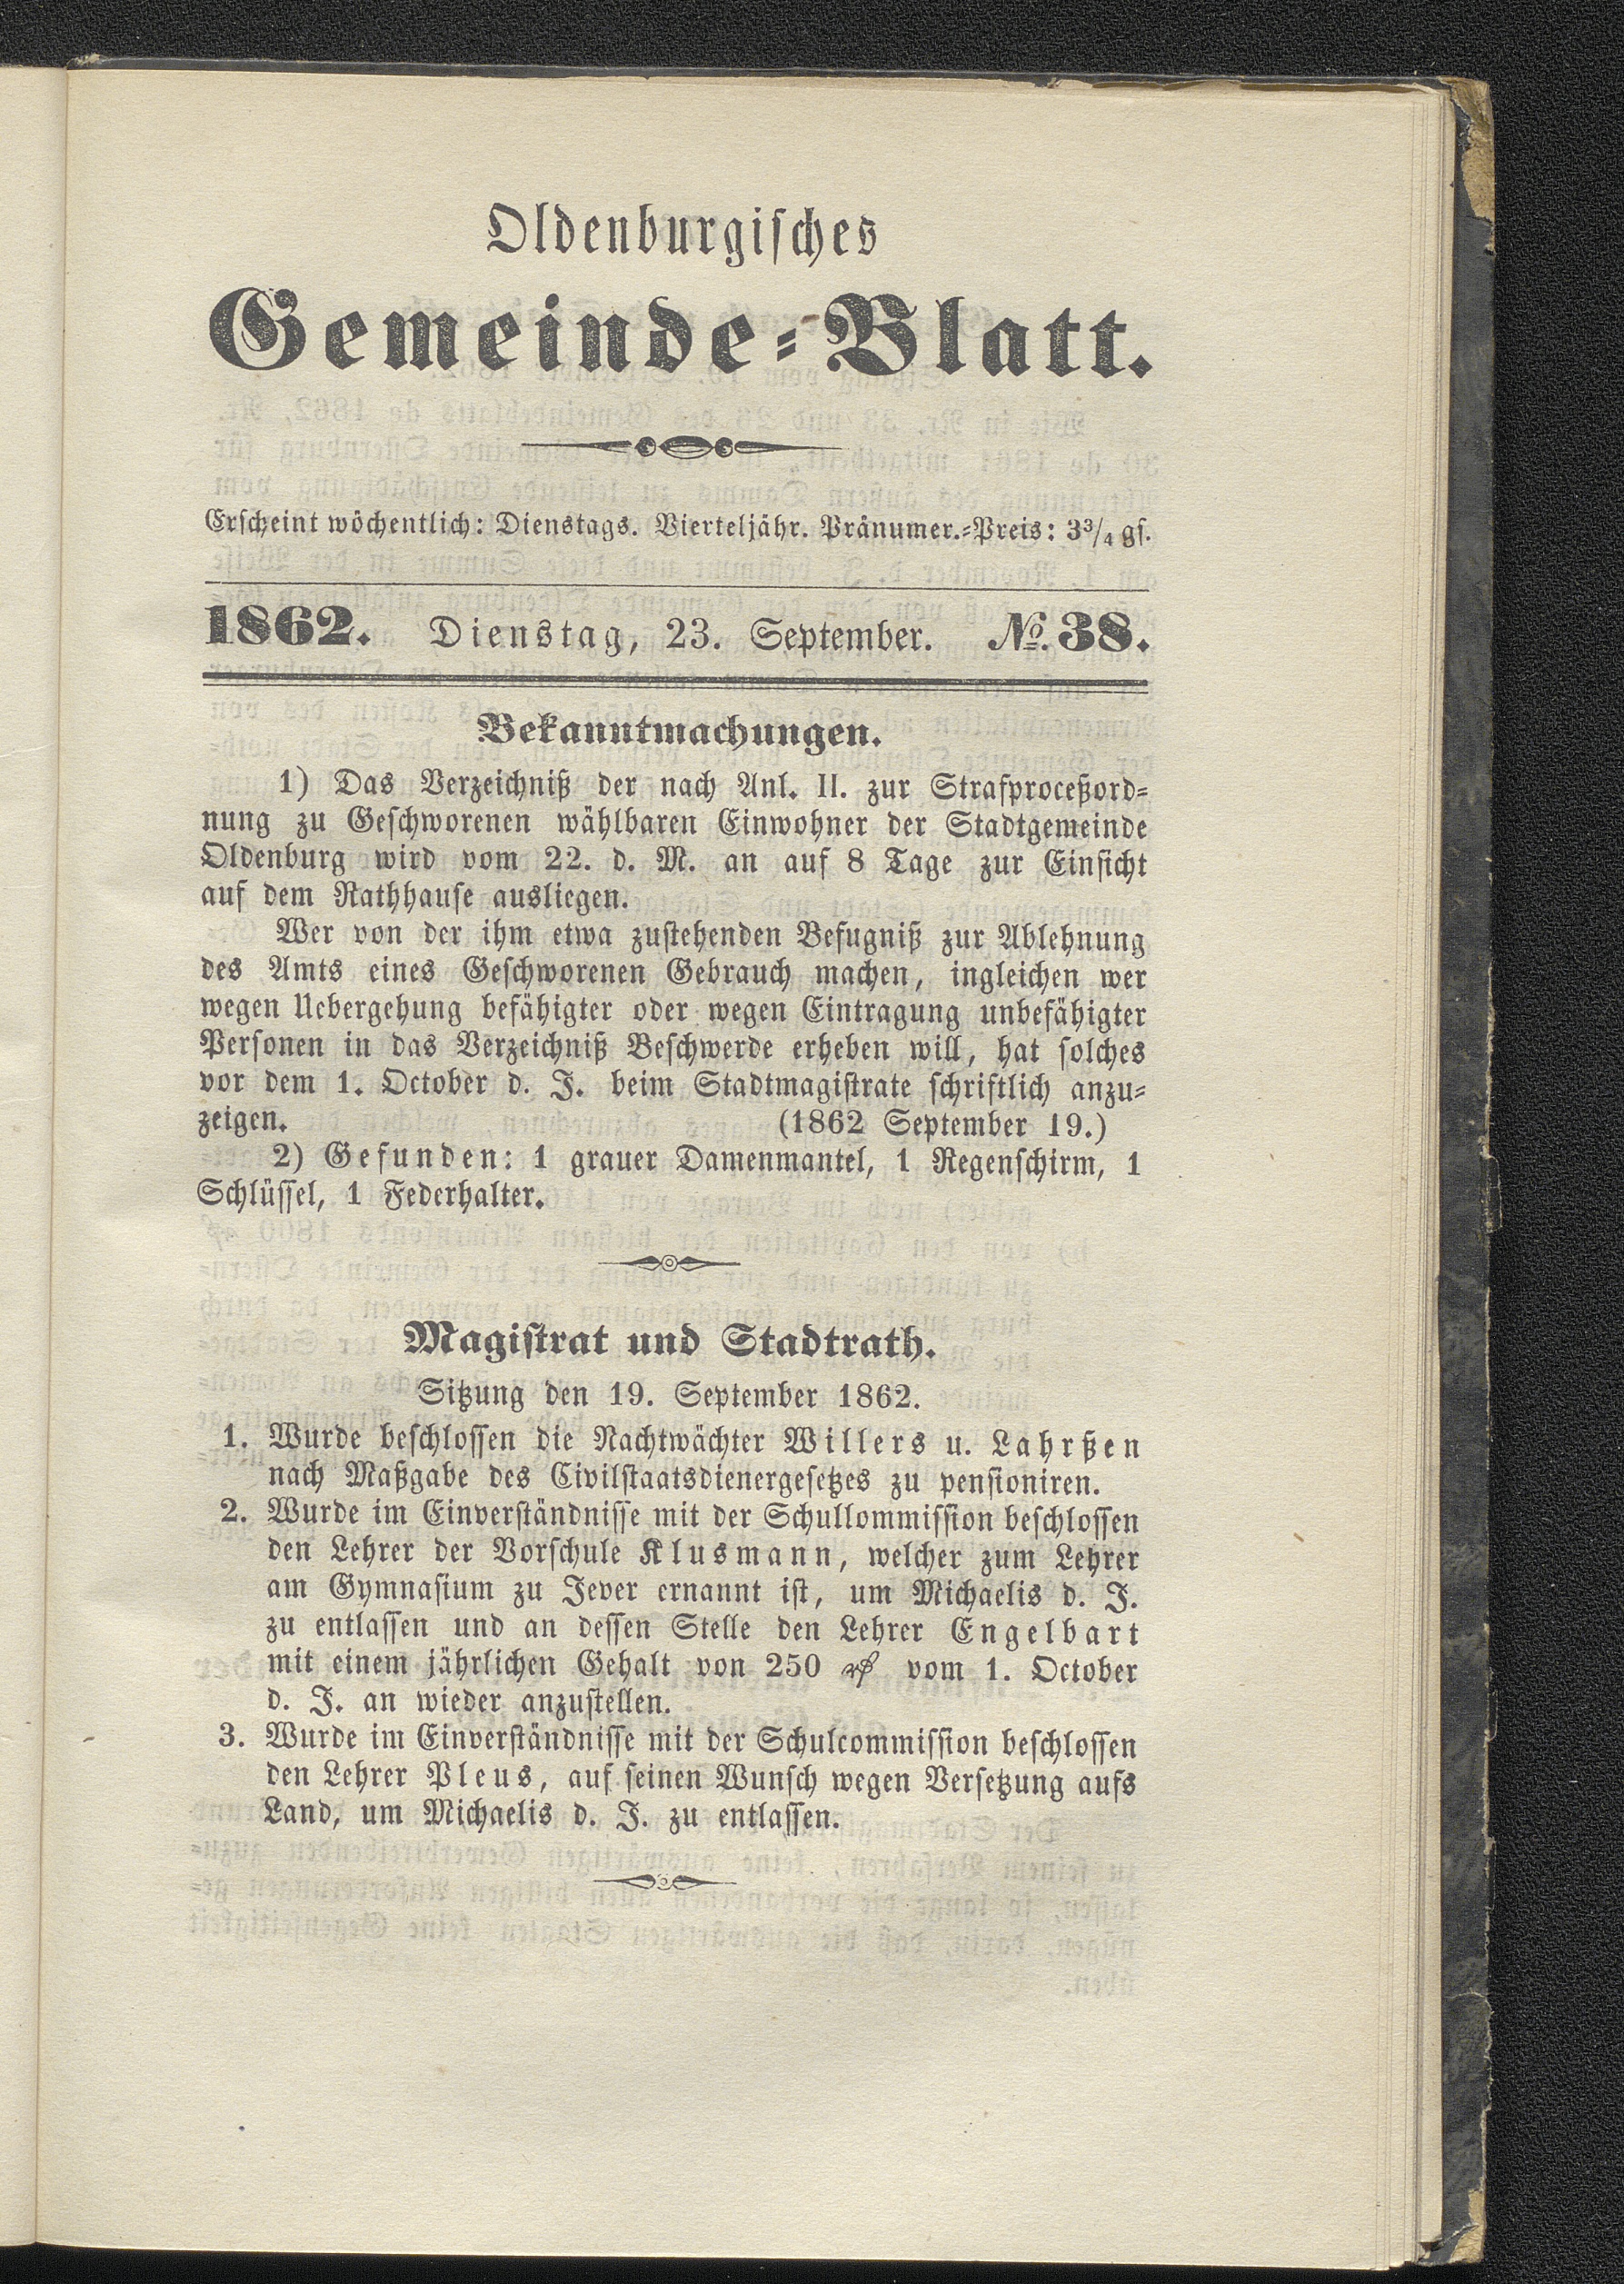 Oldenburgisches
Gemeinde-Blatt.
Erscheint wöchentlich: Dienstags. Vierteljähr. Pränumer.-Preis: 3¾ gs.
1862. Dienstag, 23. September. №. 38.
Bekanntmachungen.
1) Das Verzeichniß der nach Anl. II. zur Strafproceßord-
nung zu Geschworenen wählbaren Einwohner der Stadtgemeinde
Oldenburg wird vom 22. d. M. an auf 8 Tage zur Einsicht
auf dem Rathhause ausliegen.
Wer von der ihm etwa zustehenden Befugniß zur Ablehnung
des Amts eines Geschworenen Gebrauch machen, ingleichen wer
wegen Uebergehung befähigter oder wegen Eintragung unbefähigter
Personen in das Verzeichniß Beschwerde erheben will, hat solches
vor dem 1. October d. J. beim Stadtmagistrate schriftlich anzu-
zeigen. (1862 September 19.)
2) Gefunden: 1 grauer Damenmantel, 1 Regenschirm, 1
Schlüssel, 1 Federhalter.
Magistrat und Stadtrath.
Sitzung den 19. September 1862.
1. Wurde beschlossen die Nachtwächter Willers u. Lahrßen
nach Maßgabe des Civilstaatsdienergesetzes zu pensioniren.
2. Wurde im Einverständnisse mit der Schullommission beschlossen
den Lehrer der Vorschule Klusmann, welcher zum Lehrer
am Gymnasium zu Jever ernannt ist, um Michaelis d. J.
zu entlassen und an dessen Stelle den Lehrer Engelbart
mit einem jährlichen Gehalt von 250 ₰ vom 1. October
d. J. an wieder anzustellen.
3. Wurde im Einverständnisse mit der Schulcommission beschlossen
den Lehrer Pleus, auf seinen Wunsch wegen Versetzung aufs
Land, um Michaelis d. J. zu entlassen.